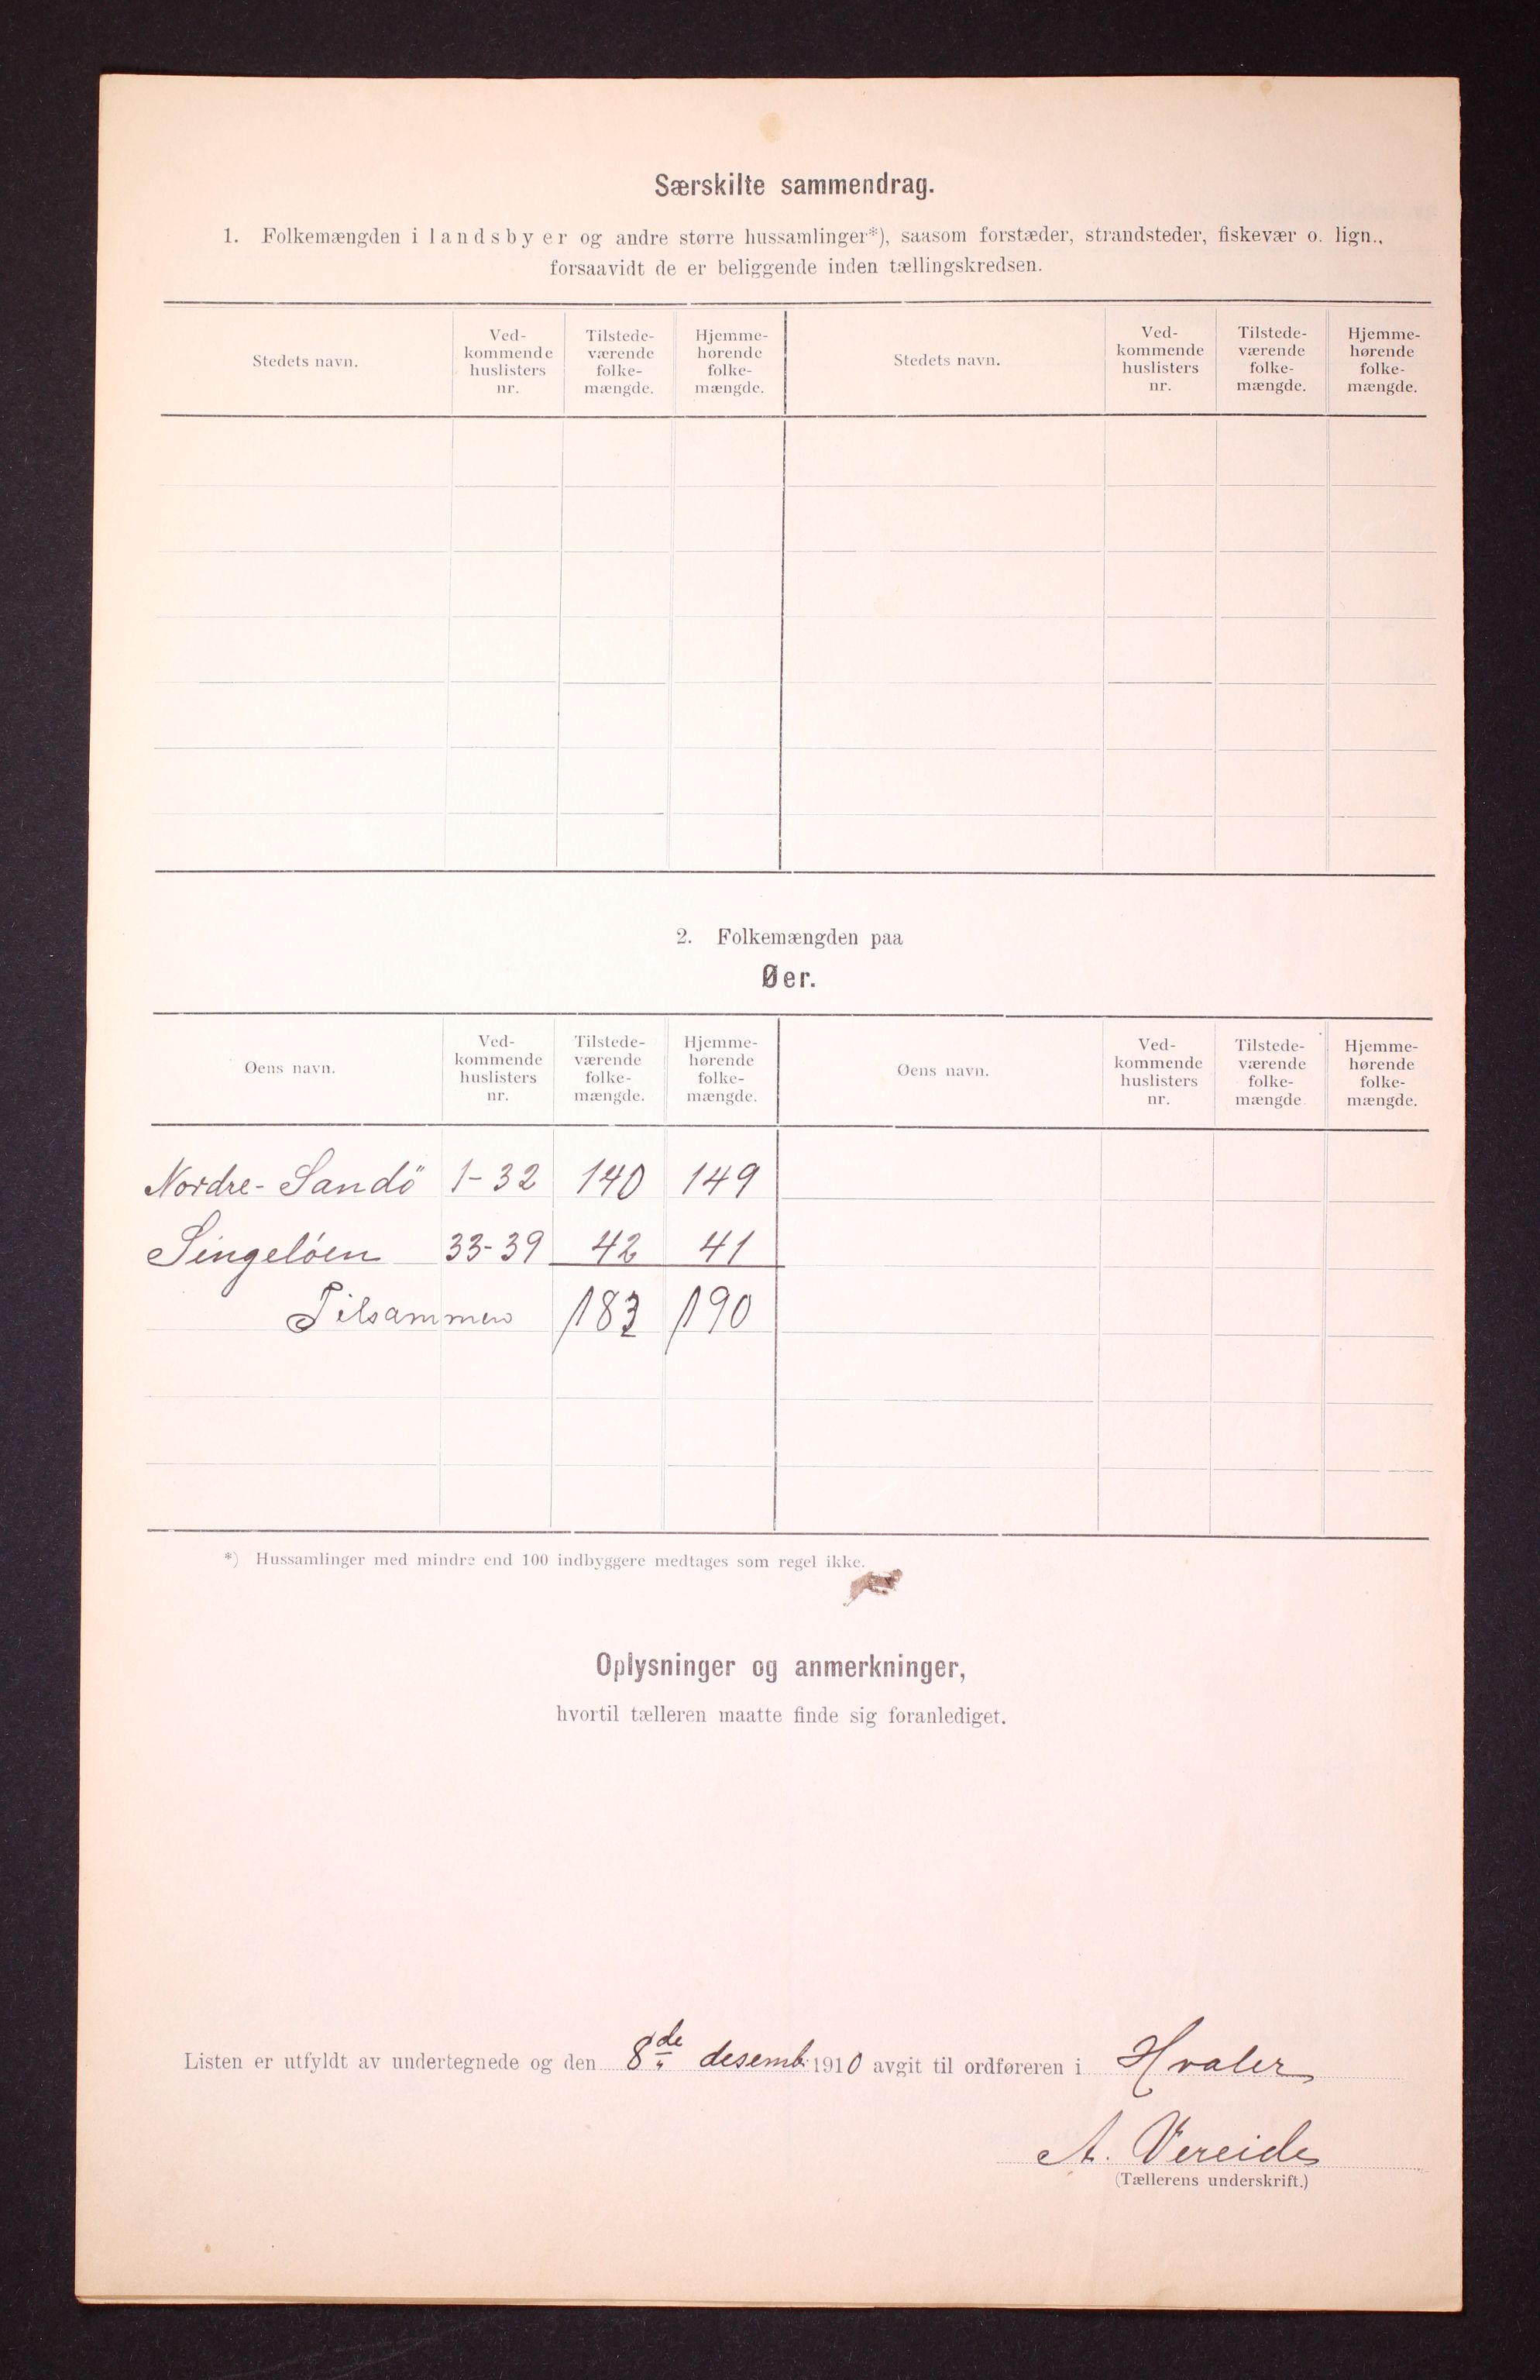 Særskilte sammendrag.
1. Folkemængden i landsbyer og andre større hussamlinger*), saasom forstæder, strandsteder, fiskevær o. lign.,
forsaavidt de er beliggende inden tællingskredsen.
Stedets navn. Ved-kommende huslisters nr. Tilstede-værende folke-mængde. Hjemme-hørende folke-mængde. Stedets navn. Ved-kommende huslisters nr. Tilstede-værende folke-mængde. Hjemme-hørende folke-mængde.
2. Folkemængden paa
Øer.
Øens navn. Ved-kommende huslisters nr. Tilstede-værende folke-mængde. Hjemme-hørende folke-mængde. Øens navn. Ved-kommende huslisters nr. Tilstede-værende folke-mængde Hjemme-hørende folke-mængde.
Nordre-Sandö 1-32 140 149
Singelöen 33-39 42 41
Tilsammen 190
*) Hussamlinger med mindre end 100 indbyggere medtages som regel ikke.
Oplysninger og anmerkninger,
hvortil tælleren maatte finde sig foranlediget.
Listen er utfyldt av undertegnede og den 8de desemb. 1910 avgit til ordføreren i Hvaler
A. Vereide
(Tællerens underskrift.)